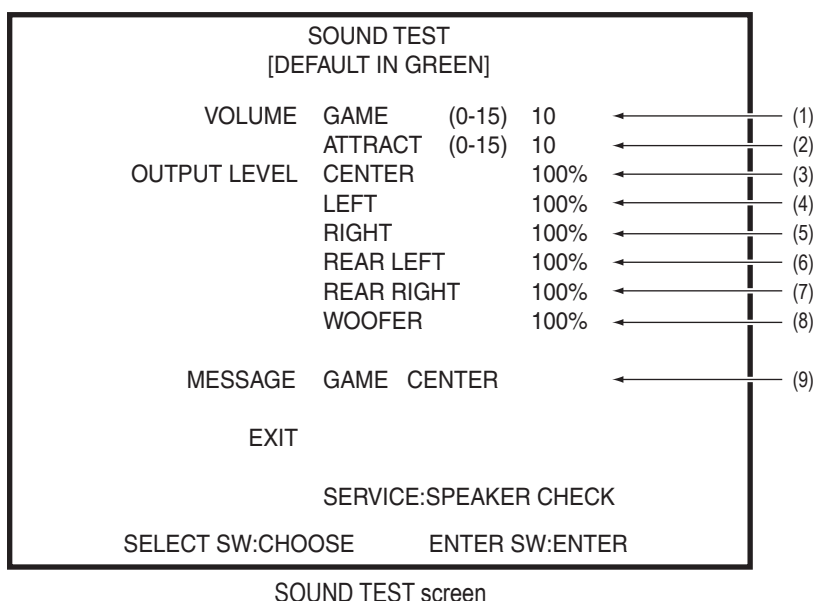 SOUND TEST
[DEFAULT IN GREEN]
VOLUME GAME (0-15) 10 (1)
ATTRACT (0-15) 10 (2)
OUTPUT LEVEL CENTER 100% (3)
LEFT 100% (4)
RIGHT 100% (5)
REAR LEFT 100% (6)
REAR RIGHT 100% (7)
WOOFER 100% (8)
MESSAGE GAME CENTER (9)
EXIT
SERVICE:SPEAKER CHECK
SELECT SW:CHOOSE ENTER SW:ENTER
SOUND TEST screen